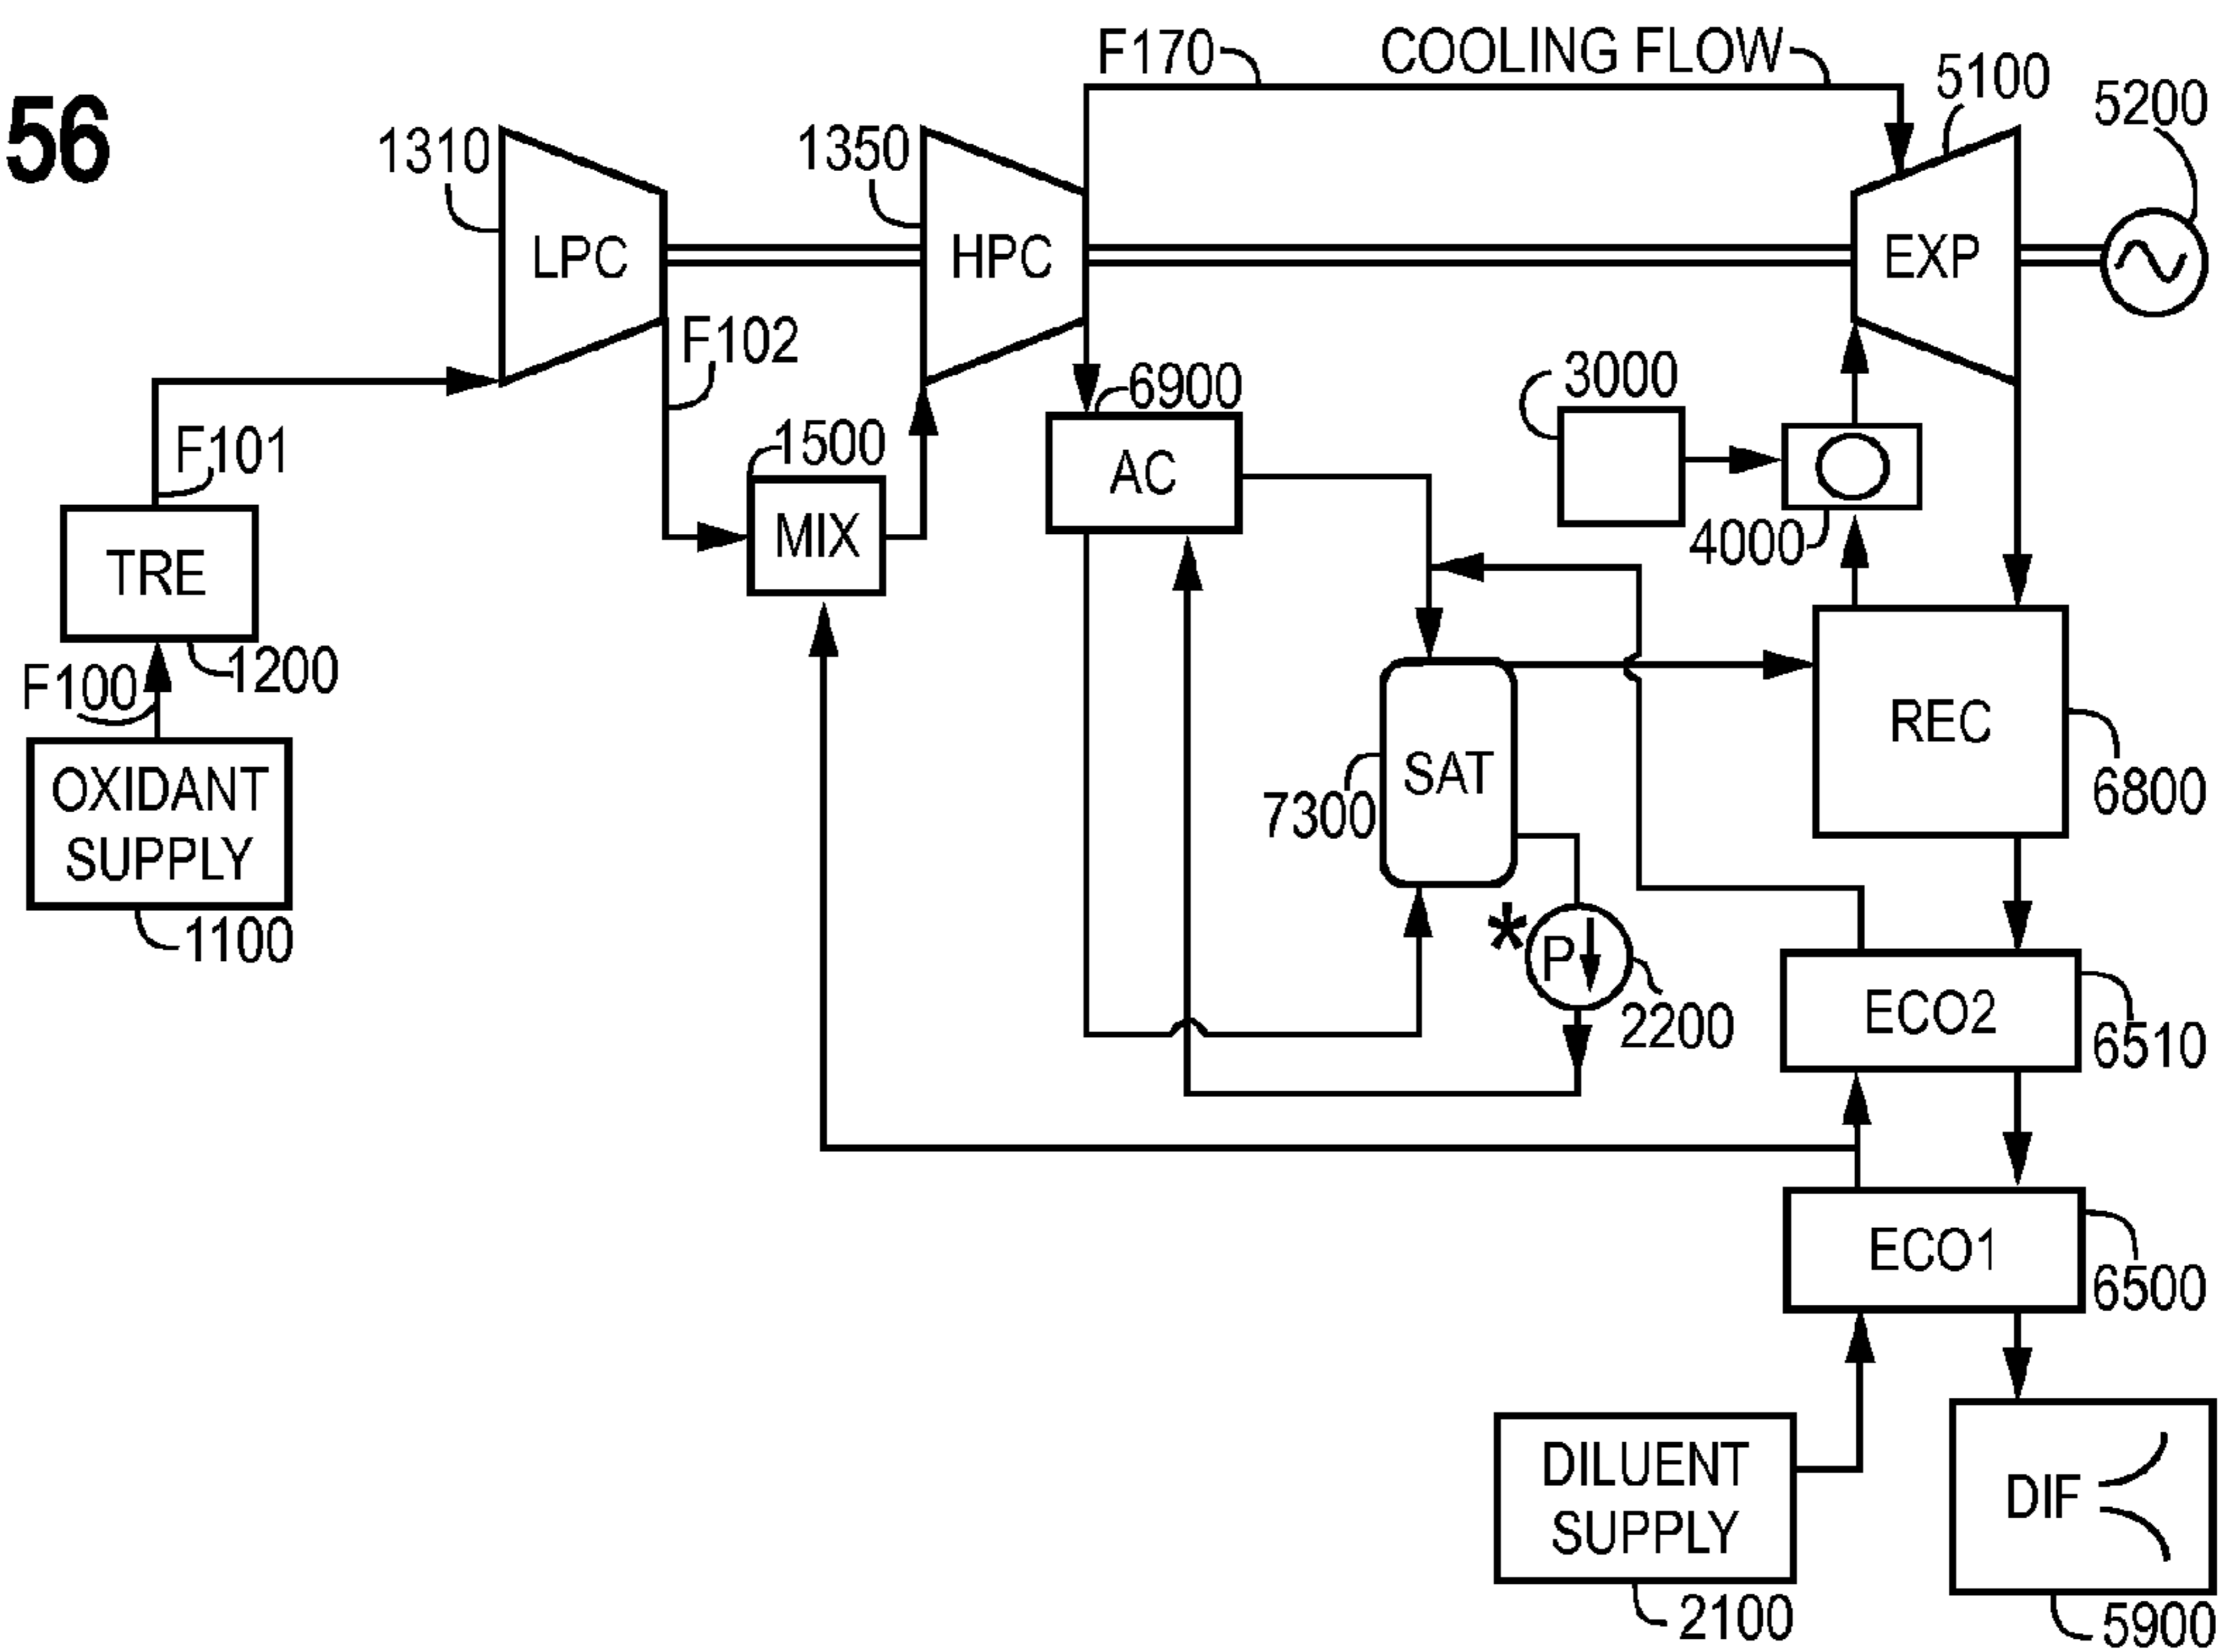 F170 COOLING FLOW
56
1310
1350
5100
5200
LPC
HPC
EXP
F102
3000
6900
1500
F101
AC
MIX
4000
TRE
1200
F100
SAT
REC
7300
6800
OXIDANT
SUPPLY
1100
* P
2200
ECO2
6510
ECO1
6500
DILUENT
SUPPLY
DIF
2100
5900